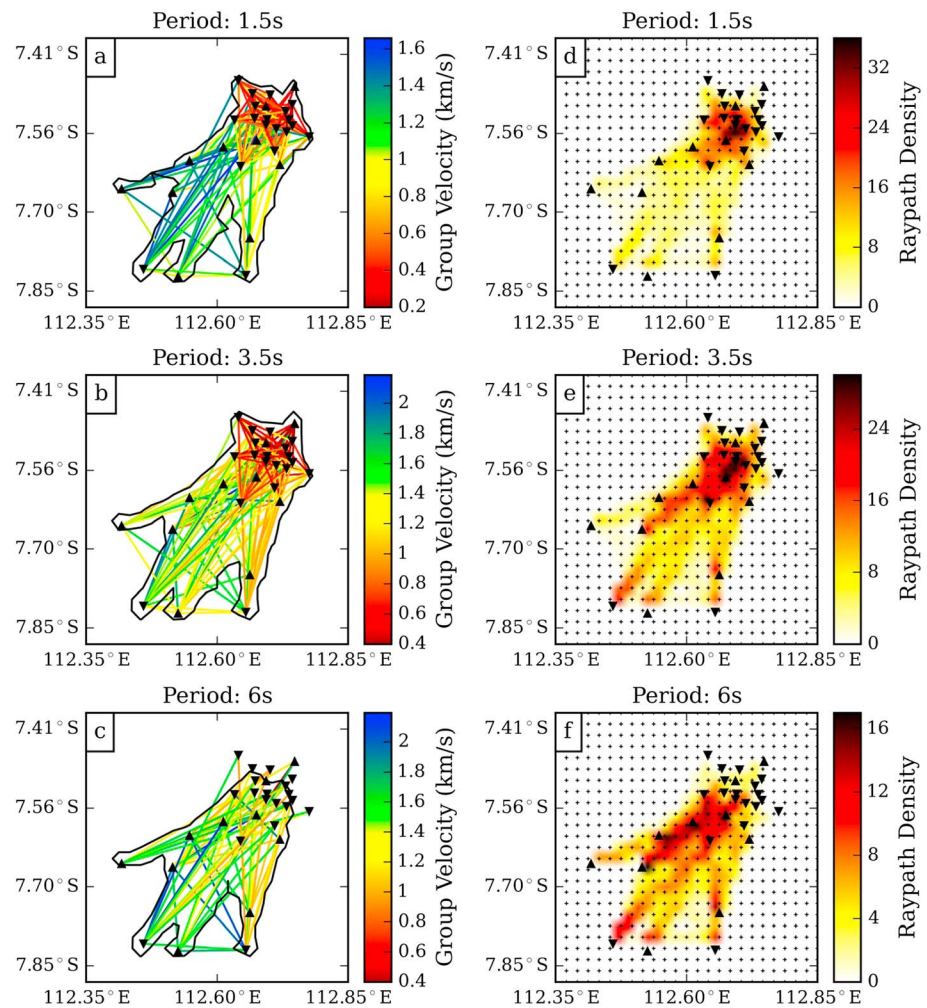 Period: 1.5s
a
7.41°S
7.56°S
7.70°S
7.85°S
112.35°E 112.60°E 112.85°E
1.6
1.4
1.2
1
0.8
0.6
0.4
0.2
Group Velocity (km/s)
Period: 1.5s
d
7.41°S
7.56°S
7.70°S
7.85°S
112.35°E 112.60°E 112.85°E
32
24
16
8
0
Raypath Density
Period: 3.5s
b
7.41°S
7.56°S
7.70°S
7.85°S
112.35°E 112.60°E 112.85°E
2
1.8
1.6
1.4
1.2
1
0.8
0.6
0.4
Group Velocity (km/s)
Period: 3.5s
e
7.41°S
7.56°S
7.70°S
7.85°S
112.35°E 112.60°E 112.85°E
24
16
8
0
Raypath Density
Period: 6s
c
7.41°S
7.56°S
7.70°S
7.85°S
112.35°E 112.60°E 112.85°E
2
1.8
1.6
1.4
1.2
1
0.8
0.6
0.4
Group Velocity (km/s)
Period: 6s
f
7.41°S
7.56°S
7.70°S
7.85°S
112.35°E 112.60°E 112.85°E
16
12
8
4
0
Raypath Density